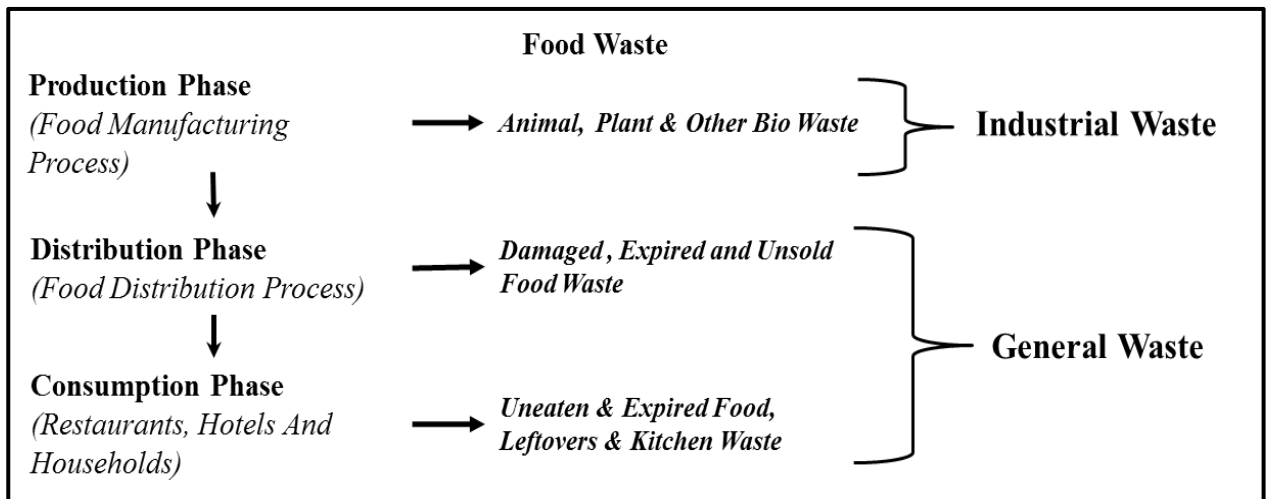 Food Waste
Production Phase
(Food Manufacturing
Process)
Animal, Plant & Other Bio Waste
Industrial Waste
Distribution Phase
(Food Distribution Process)
Damaged , Expired and Unsold
Food Waste
General Waste
Consumption Phase
(Restaurants, Hotels And
Households)
Uneaten & Expired Food,
Leftovers & Kitchen Waste